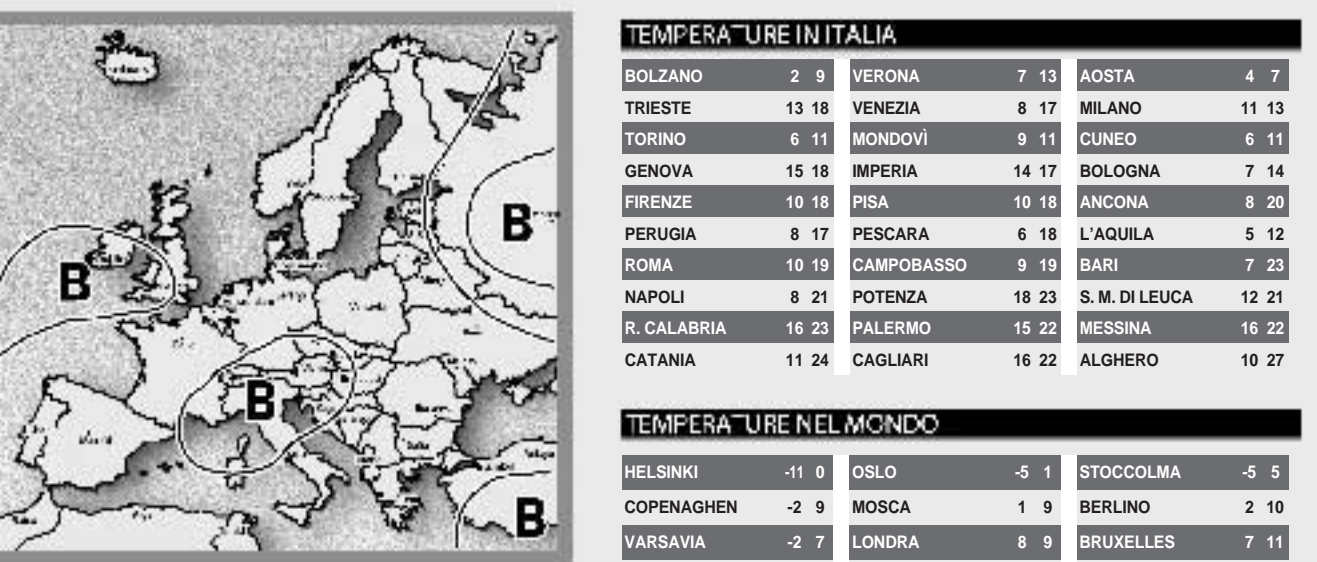 B
B
B
B
TEMPERATURE IN ITALIA
BOLZANO 2 9 VERONA 7 13 AOSTA 4 7
TRIESTE 13 18 VENEZIA 8 17 MILANO 11 13
TORINO 6 11 MONDOVÌ 9 11 CUNEO 6 11
GENOVA 15 18 IMPERIA 14 17 BOLOGNA 7 14
FIRENZE 10 18 PISA 10 18 ANCONA 8 20
PERUGIA 8 17 PESCARA 6 18 L'AQUILA 5 12
ROMA 10 19 CAMPOBASSO 9 19 BARI 7 23
NAPOLI 8 21 POTENZA 18 23 S. M. DI LEUCA 12 21
R. CALABRIA 16 23 PALERMO 15 22 MESSINA 16 22
CATANIA 11 24 CAGLIARI 16 22 ALGHERO 10 27
TEMPERATURE NEL MONDO
HELSINKI -11 0 OSLO -5 1 STOCCOLMA -5 5
COPENAGHEN -2 9 MOSCA 1 9 BERLINO 2 10
VARSAVIA -2 7 LONDRA 8 9 BRUXELLES 7 11